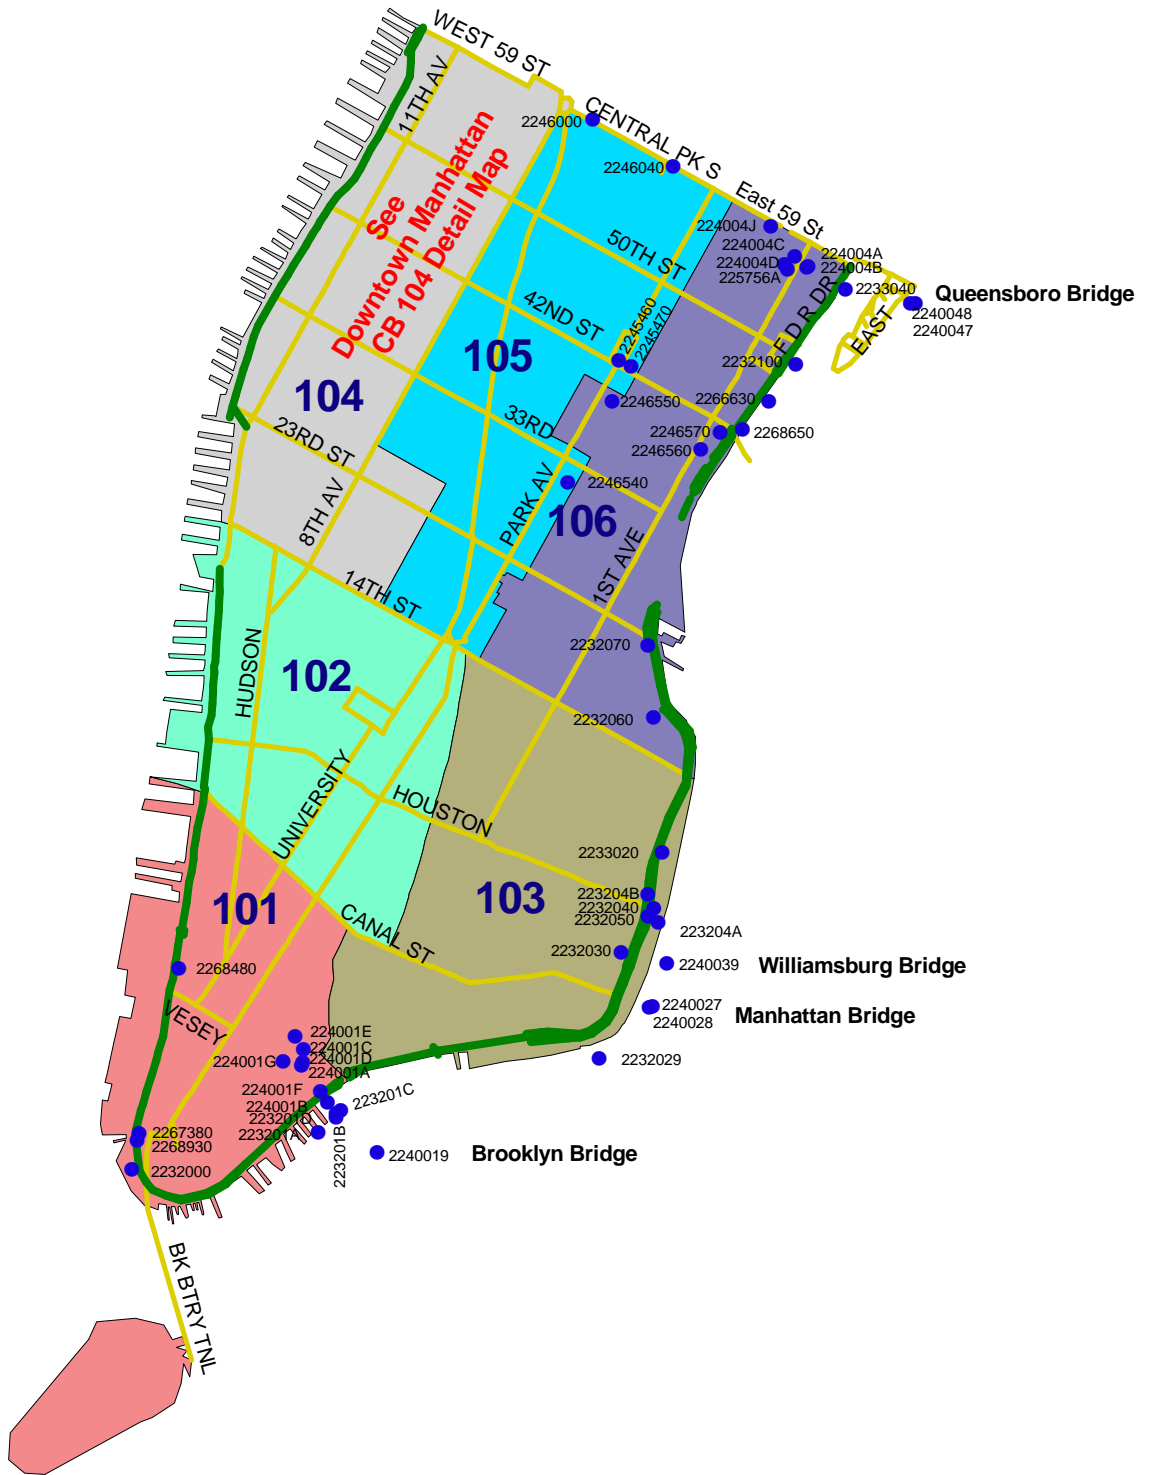 WEST 59 ST
11TH AV
CENTRAL PK S
2246000
2246040
See
Downtown Manhattan
CB 104 Detail Map
East 59 St
224004J
224004C
224004A
224004D
224004B
225756A
50TH ST
F D R DR
2233040
Queensboro Bridge
2240048
2240047
EAST
42ND ST
2245460
2245470
105
2232100
104
2246550
2266630
33RD
2246570
2268650
23RD ST
2246560
PARK AV
2246540
8TH AV
106
1ST AVE
14TH ST
2232070
HUDSON
102
2232060
UNIVERSITY
HOUSTON
2233020
103
223204B
101
2232040
2232050
CANAL ST
223204A
2232030
2268480
2240039
Williamsburg Bridge
VESEY
2240027
2240028
Manhattan Bridge
224001E
224001C
224001G
224001D
224001A
2232029
224001F
223201C
224001B
223201D
223201A
223201B
2267380
2268930
2240019
Brooklyn Bridge
2232000
BK BTRY TNL